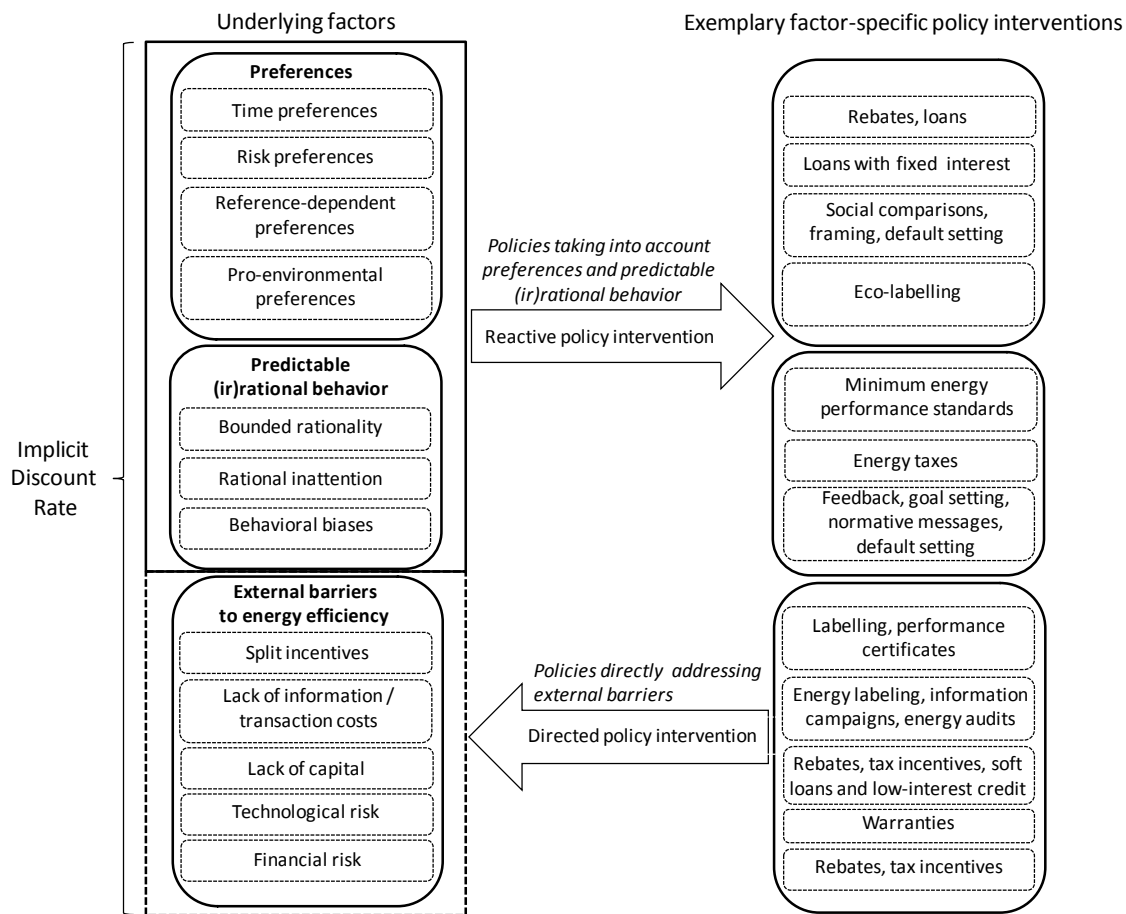 Underlying factors
Exemplary factor-specific policy interventions
Preferences
Time preferences
Risk preferences
Reference-dependent
preferences
Pro-environmental
preferences
Predictable
(ir)rational behavior
Bounded rationality
Rational inattention
Behavioral biases
External barriers
to energy efficiency
Split incentives
Lack of information /
transaction costs
Lack of capital
Technological risk
Financial risk
Implicit
Discount
Rate
Policies taking into account
preferences and predictable
(ir)rational behavior
Reactive policy intervention
Policies directly addressing
external barriers
Directed policy intervention
Rebates, loans
Loans with fixed interest
Social comparisons,
framing, default setting
Eco-labelling
Minimum energy
performance standards
Energy taxes
Feedback, goal setting,
normative messages,
default setting
Labelling, performance
certificates
Energy labeling, information
campaigns, energy audits
Rebates, tax incentives, soft
loans and low-interest credit
Warranties
Rebates, tax incentives